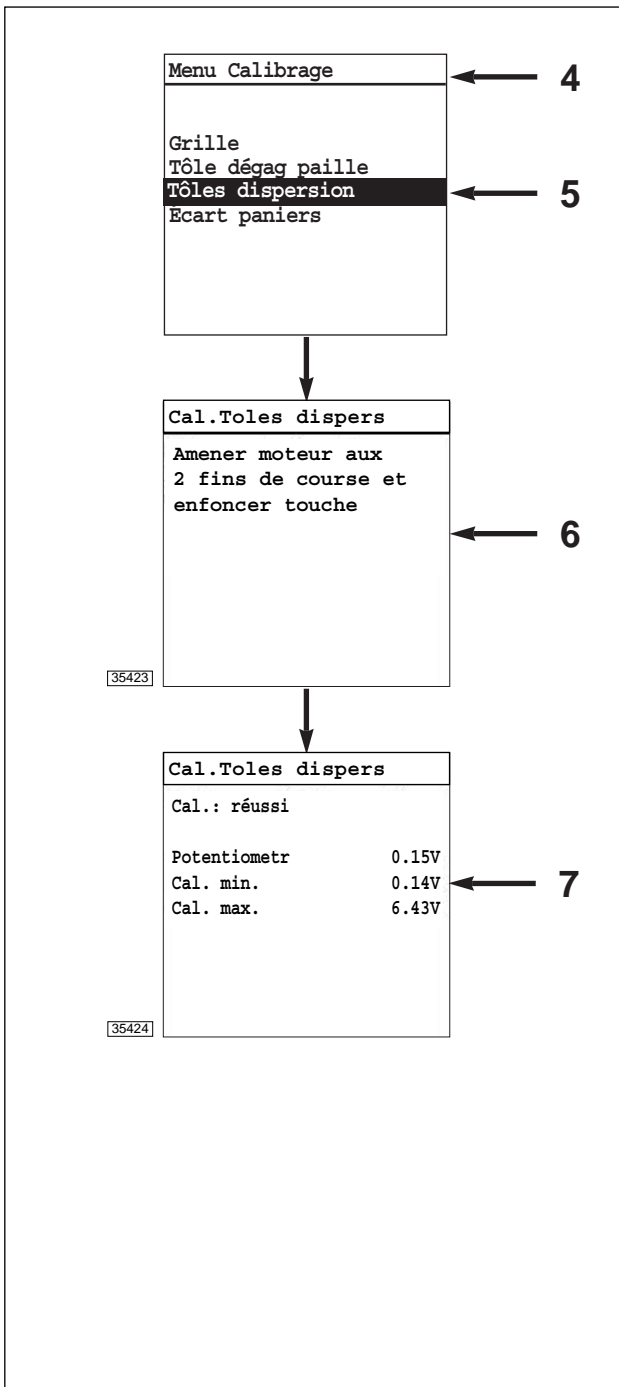 Menu Calibrage
4
Grille
Tôle dégag paille
Tôles dispersion
5
Écart paniers
Cal.Toles dispers
Amener moteur aux
2 fins de course et
enfoncer touche
6
35423
Cal.Toles dispers
Cal.: réussi
Potentiometr 0.15V
Cal. min. 0.14V
7
Cal. max. 6.43V
35424